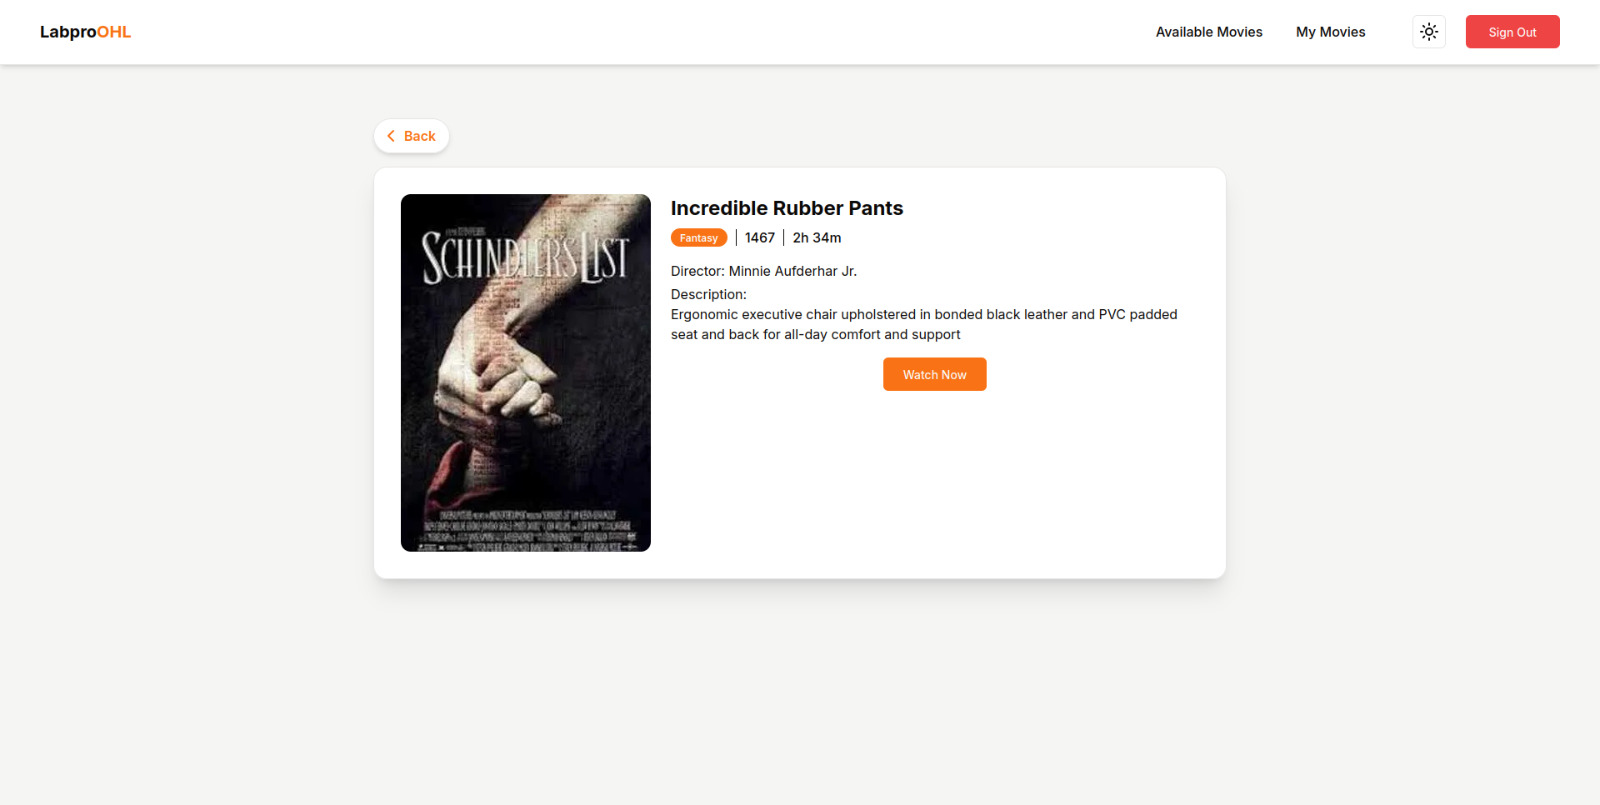 LabproOHL
Available Movies
My Movies
Sign Out
Back
SCHINDLER'S LIST
Incredible Rubber Pants
Fantasy | 1467 | 2h 34m
Director: Minnie Aufderhar Jr.
Description:
Ergonomic executive chair upholstered in bonded black leather and PVC padded
seat and back for all-day comfort and support
Watch Now